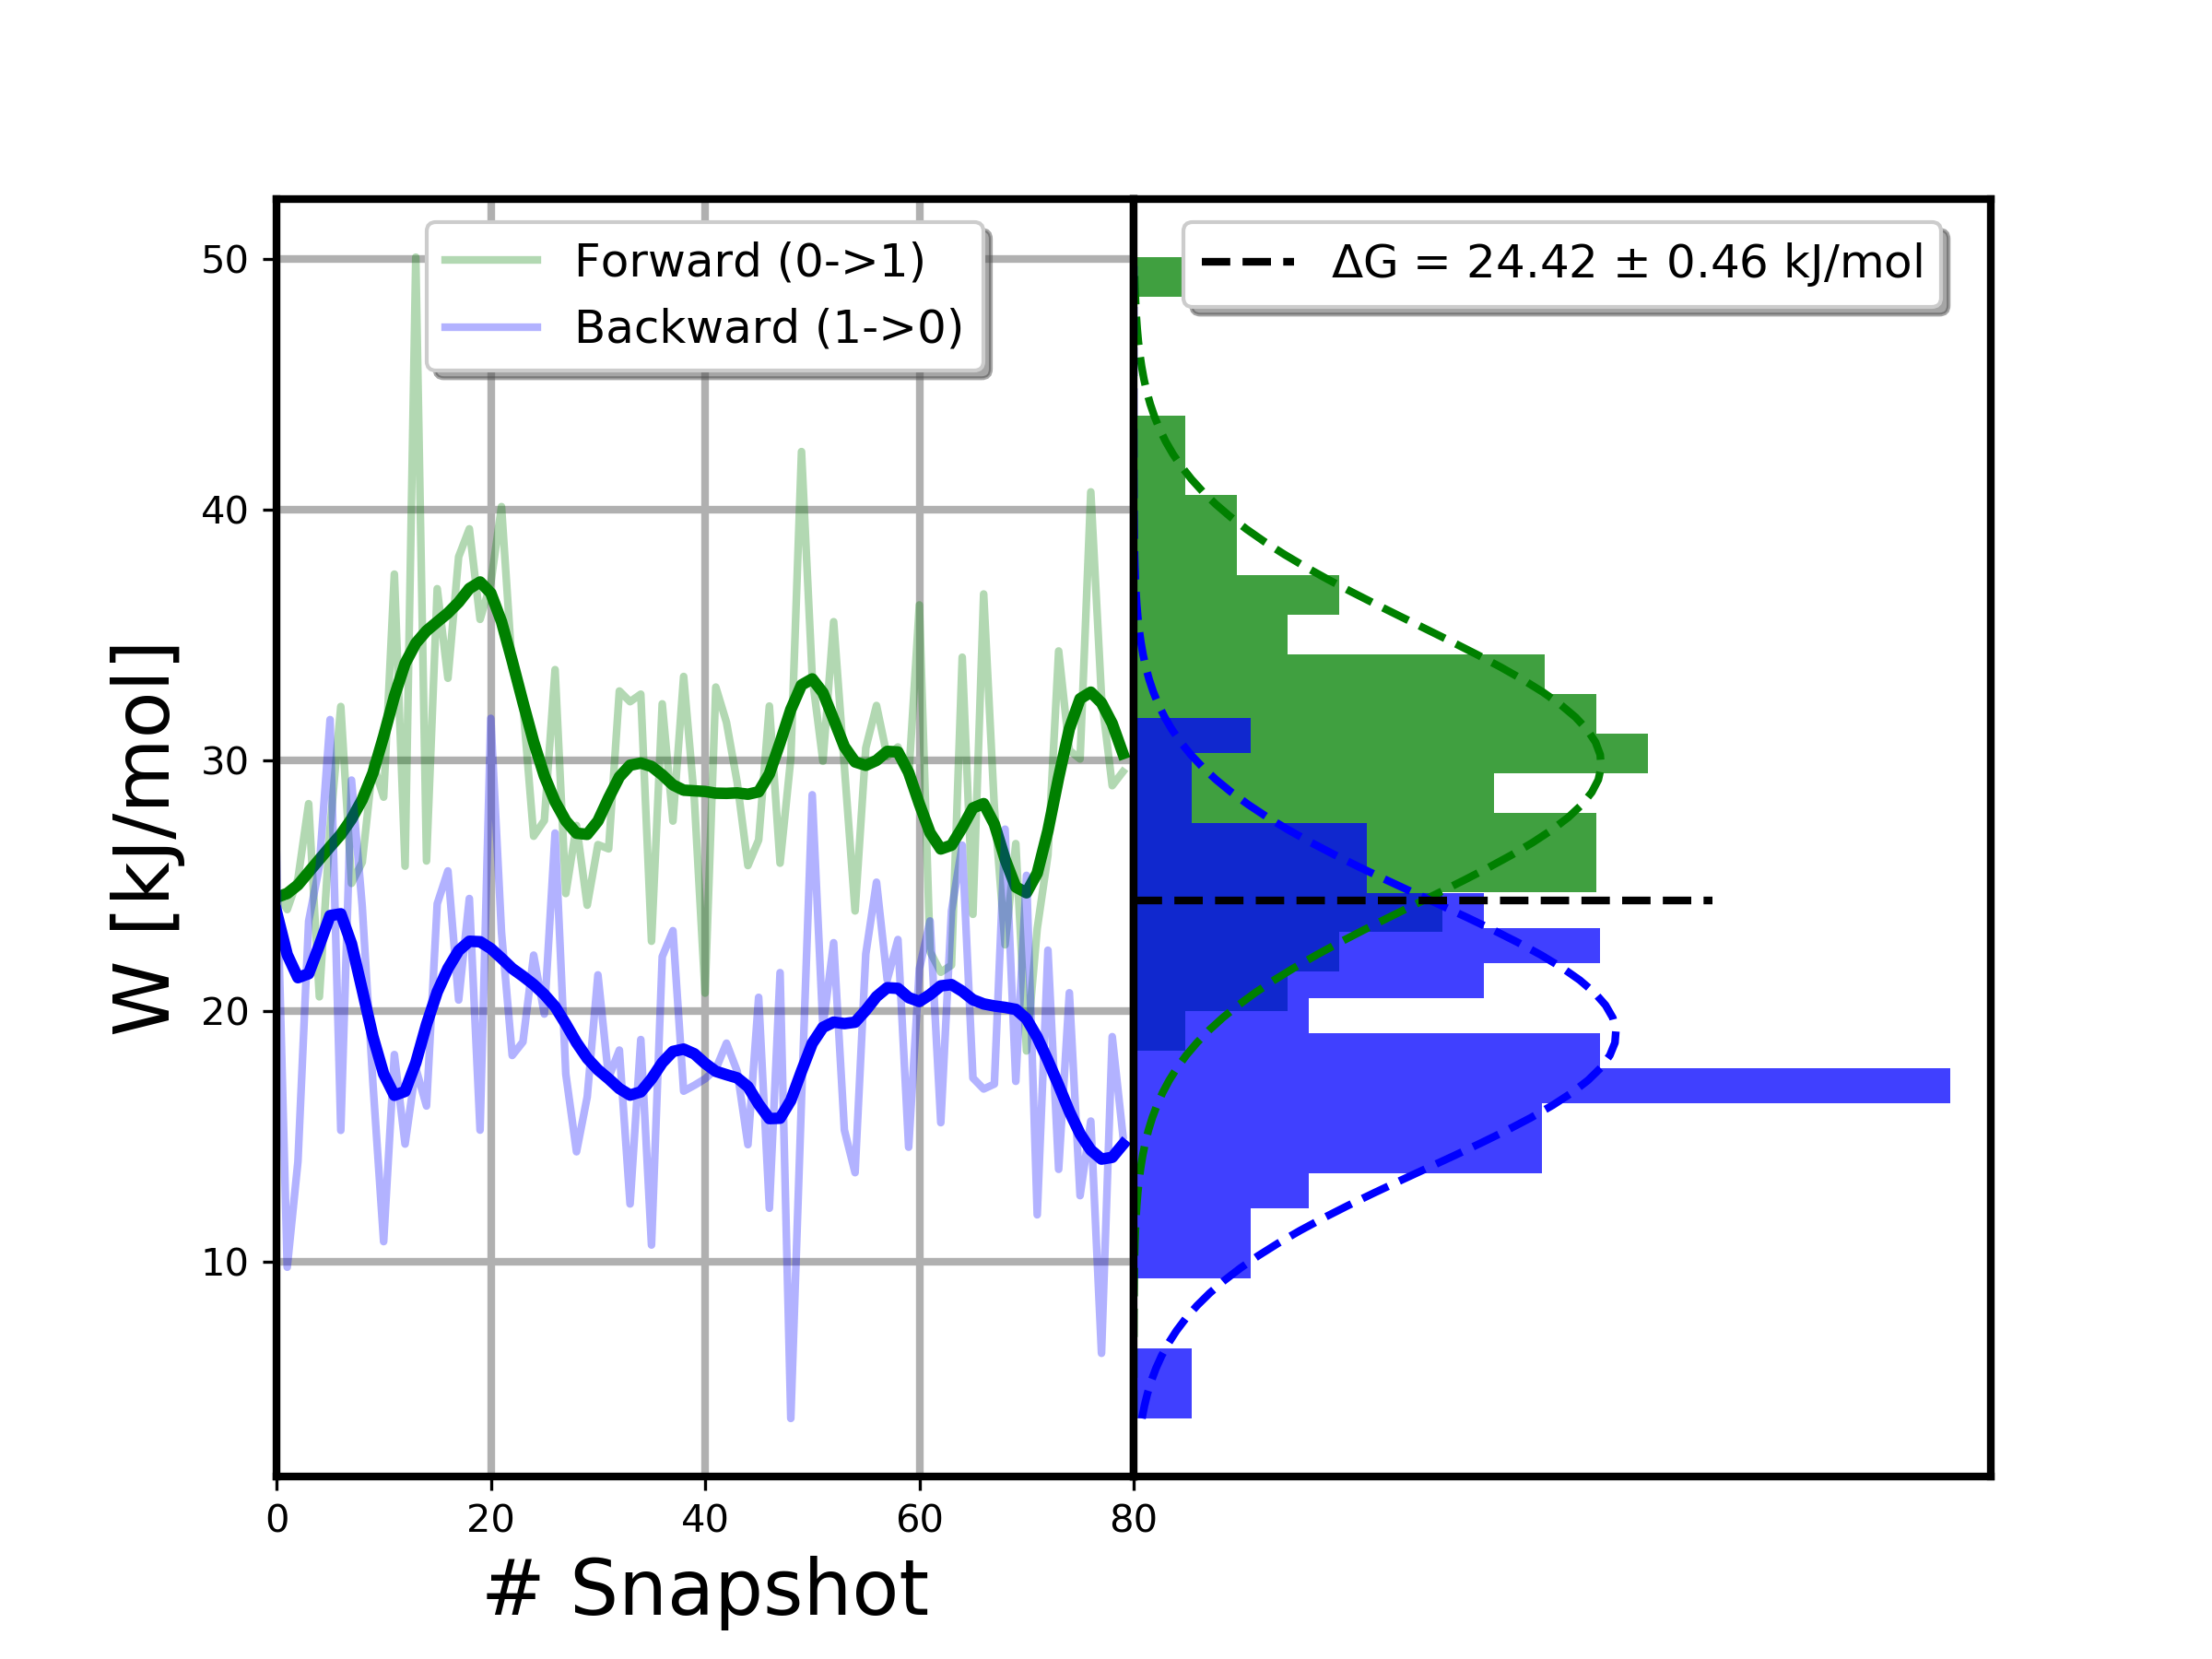 Forward (0->1)
Backward (1->0)
ΔG = 24.42 ± 0.46 kJ/mol
W [kJ/mol]
50
40
30
20
10
0 20 40 60 80
# Snapshot